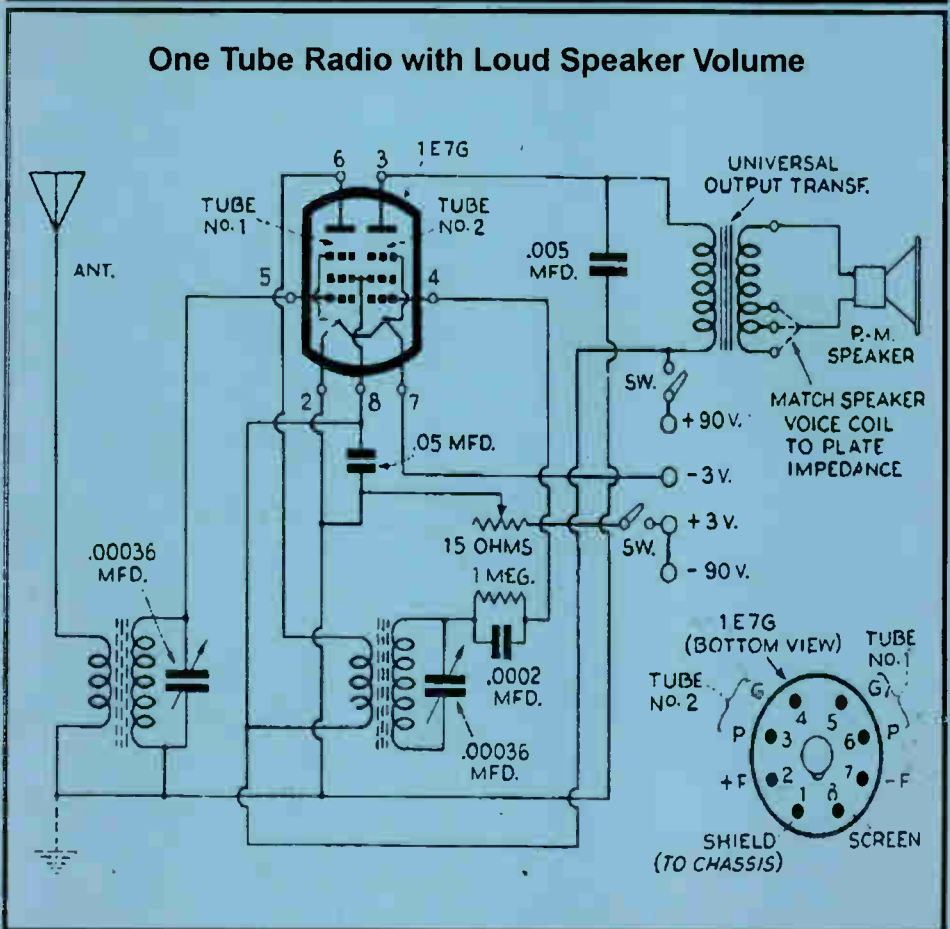 One Tube Radio with Loud Speaker Volume
6
3
1E7G
UNIVERSAL
OUTPUT TRANSF.
TUBE
No. 1
TUBE
No. 2
ANT.
.005
MFD.
5
4
P.-M.
SPEAKER
SW.
MATCH SPEAKER
VOICE COIL
TO PLATE
IMPEDANCE
2
8
7
+90 V.
.05 MFD.
- 3 V.
+ 3 V.
15 OHMS
SW.
.00036
MFD.
1 MEG.
- 90 V.
1E7G
(BOTTOM VIEW)
TUBE
No. 1
.0002
MFD.
TUBE
No. 2
G
G
4
5
P
3
6
P
.00036
MFD.
+F
2
7
-F
1
8
SHIELD
(TO CHASSIS)
SCREEN